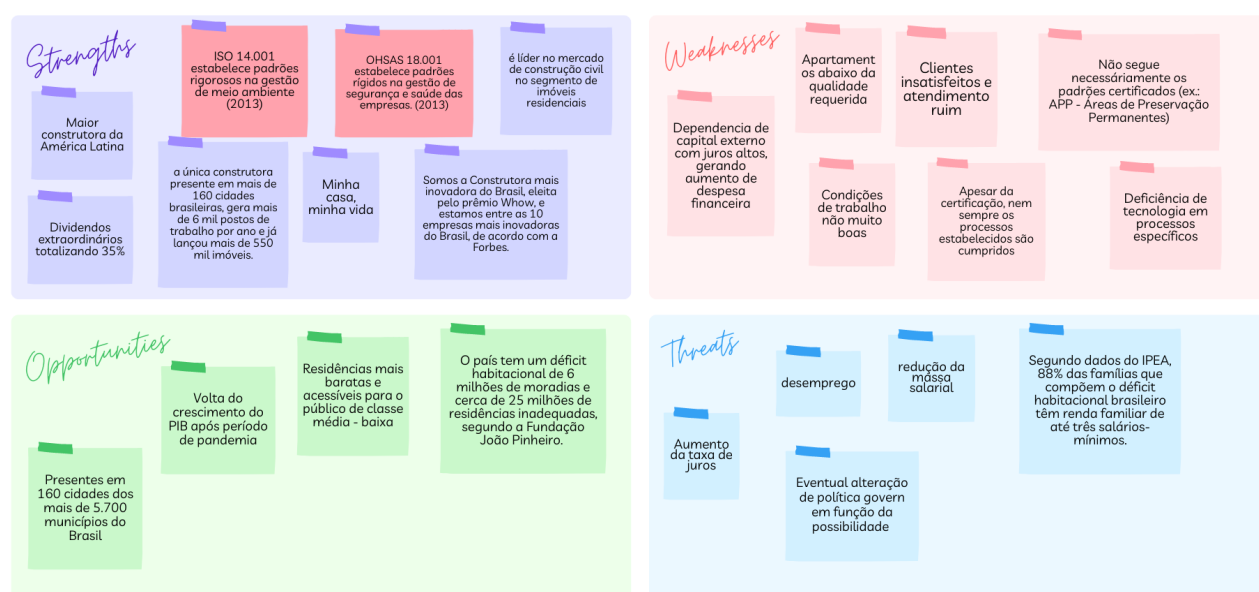 Strengths
ISO 14.001
estabelece padrões
rigorosos na gestão
de meio ambiente
(2013)
OHSAS 18.001
estabelece padrões
rígidos na gestão de
segurança e saúde das
empresas. (2013)
é líder no mercado
de construção civil
no segmento de
imóveis
residenciais
Maior
construtora da
América Latina
Dividendos
extraordinários
totalizando 35%
a única construtora
presente em mais de
160 cidades
brasileiras, gera mais
de 6 mil postos de
trabalho por ano e já
lançou mais de 550
mil imóveis.
Minha
casa,
minha vida
Somos a Construtora mais
inovadora do Brasil, eleita
pelo prêmio Whow, e
estamos entre as 10
empresas mais inovadoras
do Brasil, de acordo com a
Forbes.
Weaknesses
Apartament
os abaixo da
qualidade
requerida
Clientes
insatisfeitos e
atendimento
ruim
Não segue
necessáriamente os
padrões certificados (ex.:
APP - Áreas de Preservação
Permanentes)
Dependencia de
capital externo
com juros altos,
gerando
aumento de
despesa
financeira
Condições
de trabalho
não muito
boas
Apesar da
certificação, nem
sempre os
processos
estabelecidos são
cumpridos
Deficiência de
tecnologia em
processos
específicos
Opportunities
Volta do
crescimento do
PIB após período
de pandemia
Residências mais
baratas e
acessíveis para o
público de classe
média - baixa
O país tem um déficit
habitacional de 6
milhões de moradias e
cerca de 25 milhões de
residências inadequadas,
segundo a Fundação
João Pinheiro.
Presentes em
160 cidades dos
mais de 5.700
municípios do
Brasil
Threats
desemprego
redução da
massa
salarial
Segundo dados do IPEA,
88% das famílias que
compõem o déficit
habitacional brasileiro
têm renda familiar de
até três salários-
mínimos.
Aumento
da taxa de
juros
Eventual alteração
de política govern
em função da
possibilidade